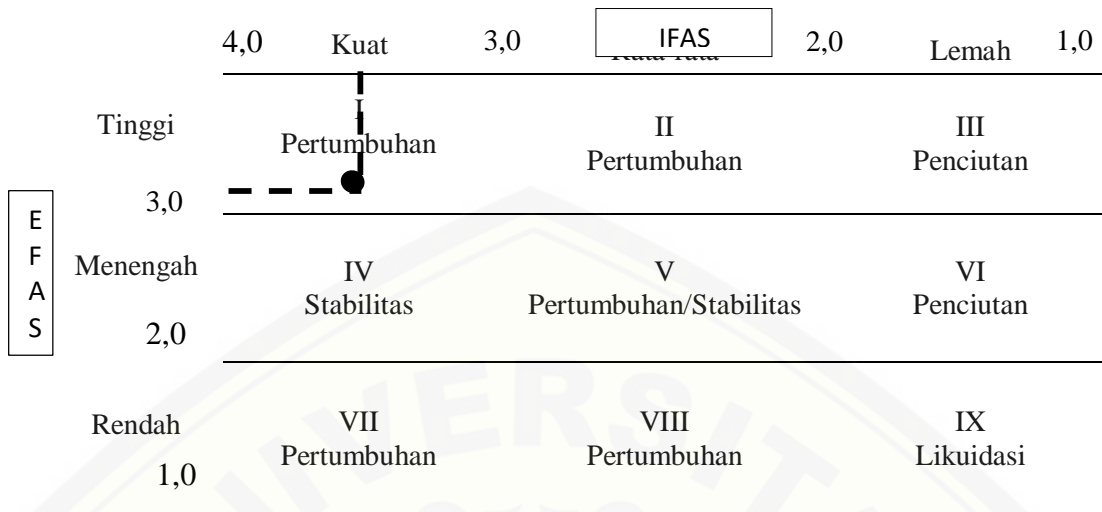 4,0 Kuat 3,0 IFAS 2,0 Lemah 1,0
Tinggi
I
Pertumbuhan
II
Pertumbuhan
III
Penciutan
3,0
E
F
A
S
Menengah
IV
Stabilitas
V
Pertumbuhan/Stabilitas
VI
Penciutan
2,0
Rendah
VII
Pertumbuhan
VIII
Pertumbuhan
IX
Likuidasi
1,0